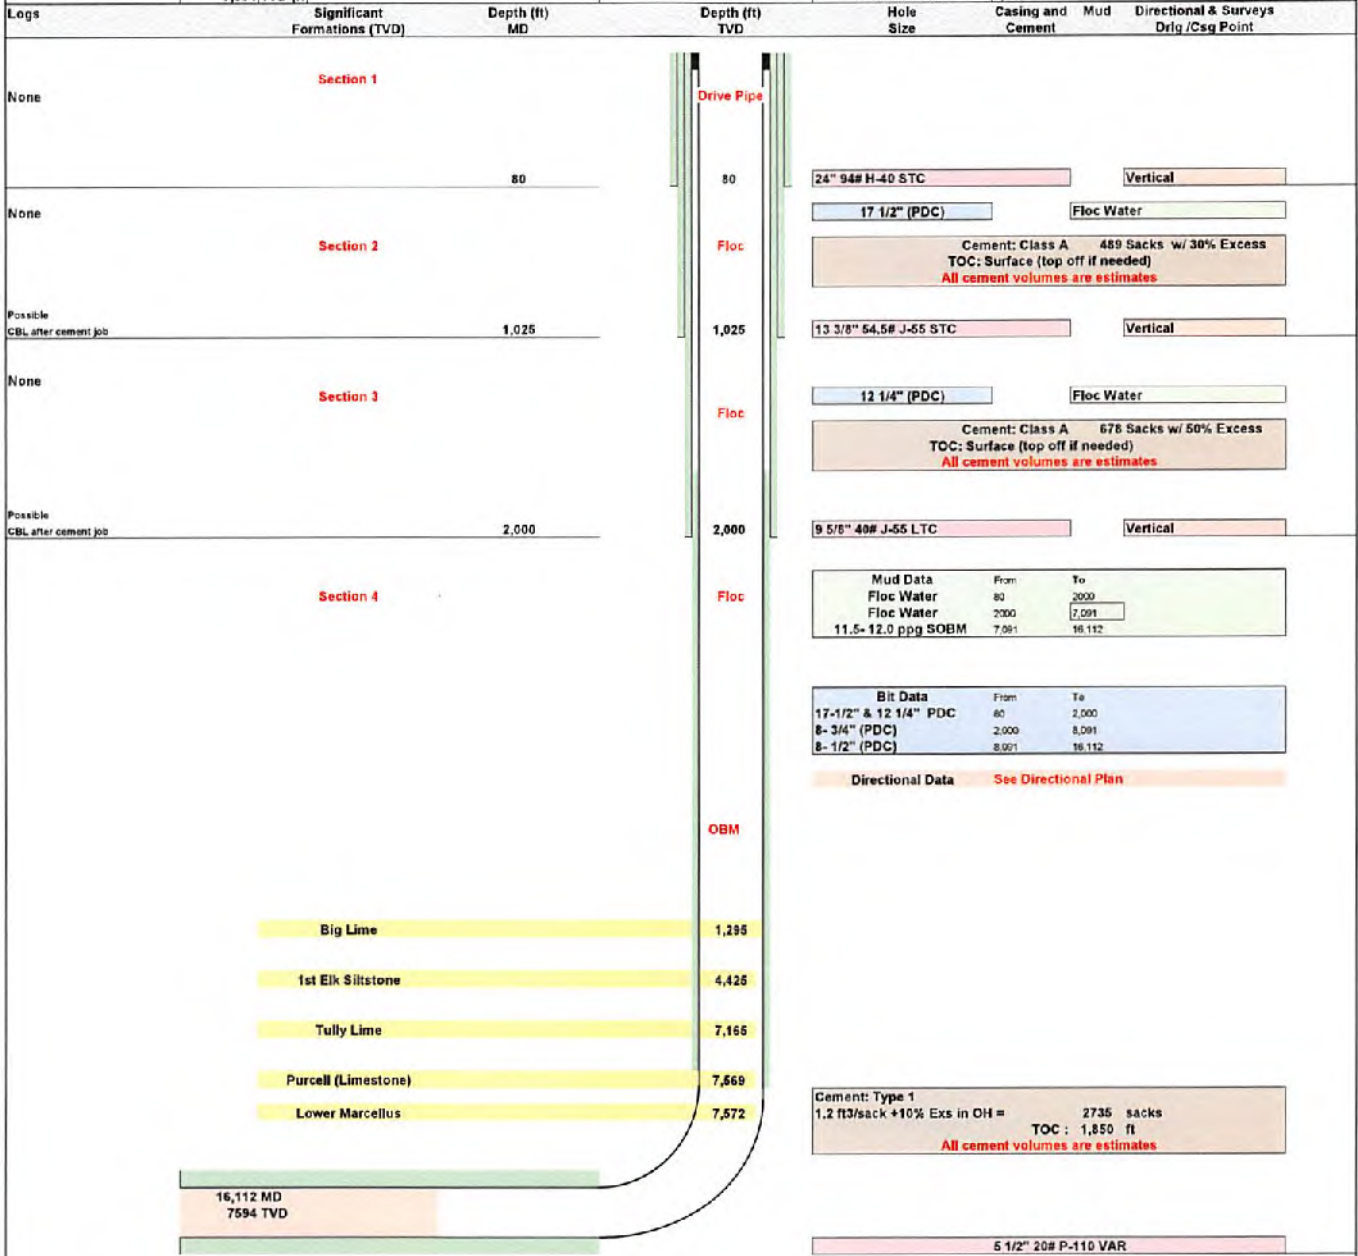 Logs Significant Depth (ft) Depth (ft) Hole Casing and Mud Directional & Surveys
Formations (TVD) MD TVD Size Cement Drlg /Csg Point
Section 1
None Drive Pipe
80 80 24" 94# H-40 STC Vertical
None 17 1/2" (PDC) Floc Water
Section 2 Floc Cement: Class A 489 Sacks w/ 30% Excess
TOC: Surface (top off if needed)
All cement volumes are estimates
Possible
CBL after cement job 1,025 1,025 13 3/8" 54.5# J-55 STC Vertical
None
Section 3 12 1/4" (PDC) Floc Water
Floc
Cement: Class A 678 Sacks w/ 50% Excess
TOC: Surface (top off if needed)
All cement volumes are estimates
Possible
CBL after cement job 2,000 2,000 9 5/8" 40# J-55 LTC Vertical
Mud Data From To
Section 4 Floc Floc Water 80 2000
Floc Water 2000 7,091
11.5- 12.0 ppg SOBM 7,091 16,112
Bit Data From To
17-1/2" & 12 1/4" PDC 80 2,000
8- 3/4" (PDC) 2,000 8,091
8- 1/2" (PDC) 8,091 16,112
Directional Data See Directional Plan
OBM
Big Lime 1,295
1st Elk Siltstone 4,425
Tully Lime 7,165
Purcell (Limestone) 7,569
Cement: Type 1
Lower Marcellus 7,572 1.2 ft3/sack +10% Exs in OH = 2735 sacks
TOC : 1,850 ft
All cement volumes are estimates
16,112 MD
7594 TVD
5 1/2" 20# P-110 VAR